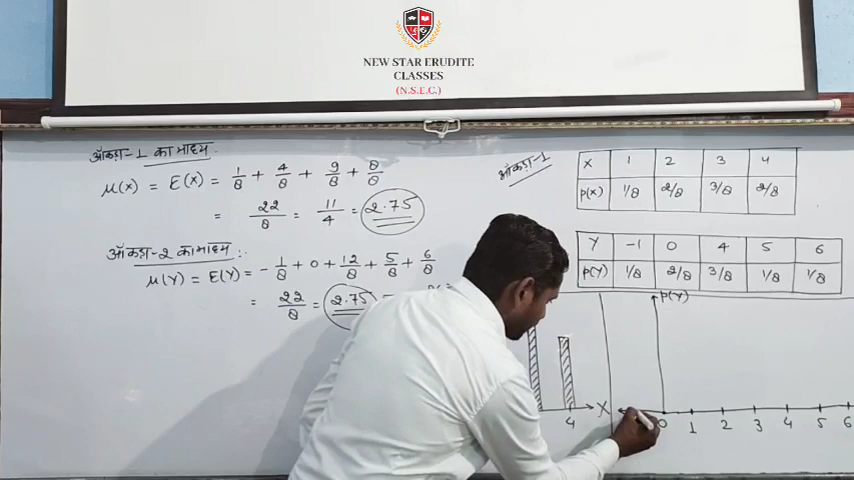 NEW STAR ERUDITE
CLASSES
(N.S.E.C.)
आँकड़ा-1 का माध्य
μ(X) = E(X) = 1/8 + 4/8 + 9/8 + 8/8
= 22/8 = 11/4 = 2.75
आँकड़ा-2 का माध्य :-
μ(Y) = E(Y) = -1/8 + 0 + 12/8 + 5/8 + 6/8
= 22/8 = 2.75
आँकड़ा-1
X 1 2 3 4
P(X) 1/8 2/8 3/8 2/8
Y -1 0 4 5 6
P(Y) 1/8 2/8 3/8 1/8 1/8
P(Y)
4 X
0 1 2 3 4 5 6